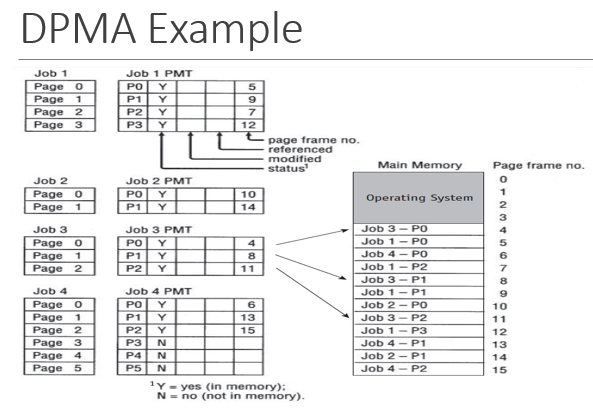 DPMA Example
Job 1
Page 0
Page 1
Page 2
Page 3
Job 1 PMT
P0 Y 5
P1 Y 9
P2 Y 7
P3 Y 12
page frame no.
referenced
modified
status1
Job 2
Page 0
Page 1
Job 2 PMT
P0 Y 10
P1 Y 14
Job 3
Page 0
Page 1
Page 2
Job 3 PMT
P0 Y 4
P1 Y 8
P2 Y 11
Job 4
Page 0
Page 1
Page 2
Page 3
Page 4
Page 5
Job 4 PMT
P0 Y 6
P1 Y 13
P2 Y 15
P3 N
P4 N
P5 N
1Y = yes (in memory);
N = no (not in memory).
Main Memory Page frame no.
0
Operating System 1
2
3
Job 3 – P0 4
Job 1 – P0 5
Job 4 – P0 6
Job 1 – P2 7
Job 3 – P1 8
Job 1 – P1 9
Job 2 – P0 10
Job 3 – P2 11
Job 1 – P3 12
Job 4 – P1 13
Job 2 – P1 14
Job 4 – P2 15